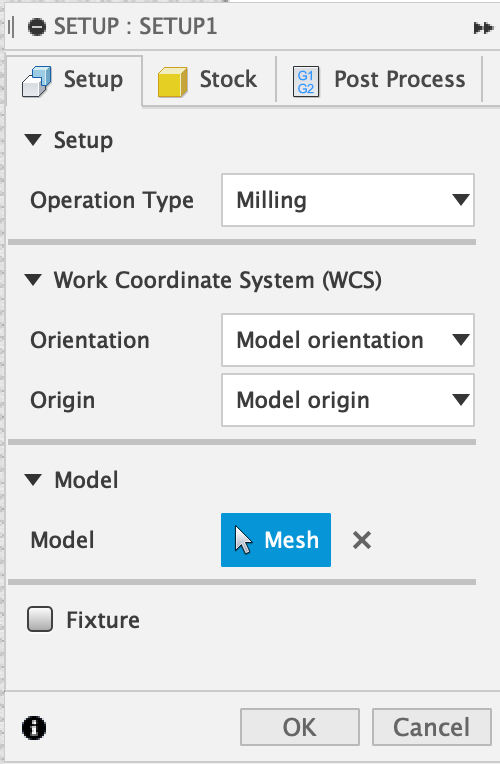 SETUP : SETUP1
Setup Stock G1 G2 Post Process
Setup
Operation Type Milling
Work Coordinate System (WCS)
Orientation Model orientation
Origin Model origin
Model
Model Mesh
Fixture
OK Cancel